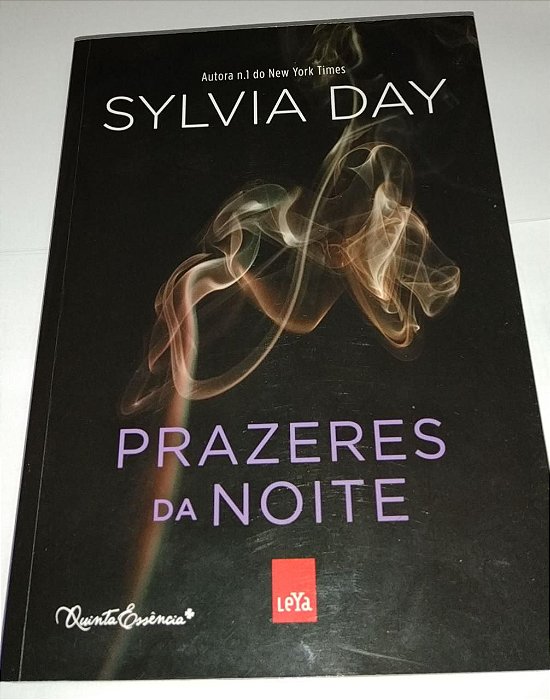 Autora n.1 do New York Times
SYLVIA DAY
PRAZERES
DA NOITE
LeYa
Quinta Essência